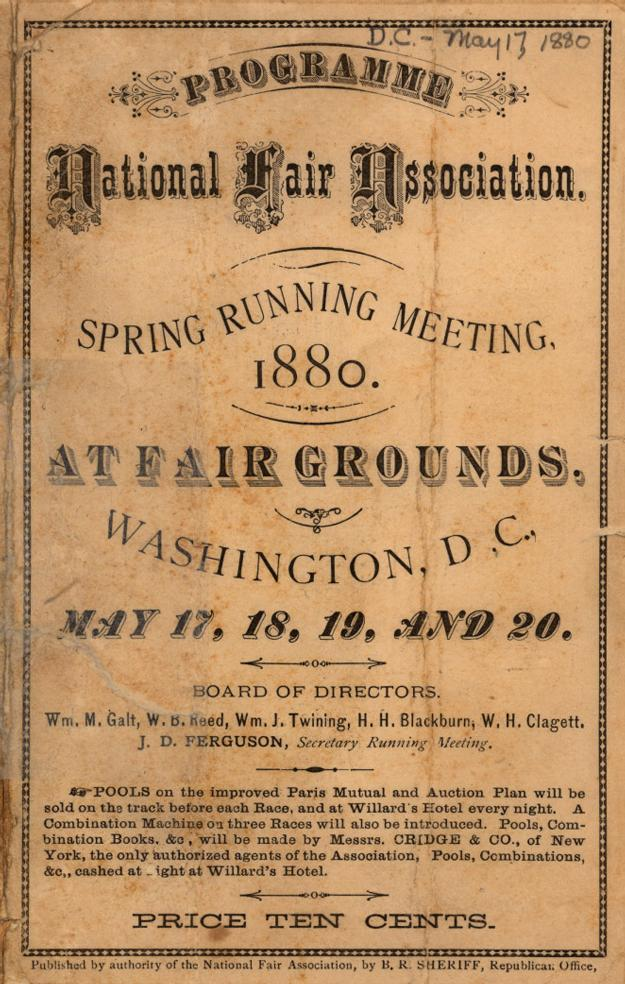 D.C. - May 17 1880
PROGRAMME
National Fair Association.
SPRING RUNNING MEETING,
1880.
AT FAIR GROUNDS.
WASHINGTON, D.C.,
MAY 17, 18, 19, AND 20.
BOARD OF DIRECTORS.
Wm. M. Galt, W. B. Reed, Wm. J. Twining, H. H. Blackburn, W. H. Clagett.
J. D. FERGUSON, Secretary Running Meeting.
☞POOLS on the improved Paris Mutual and Auction Plan will be
sold on the track before each Race, and at Willard's Hotel every night. A
Combination Machine on three Races will also be introduced. Pools, Com-
bination Books, &c , will be made by Messrs. CRIDGE & CO., of New
York, the only authorized agents of the Association, Pools, Combinations,
&c,, cashed at ight at Willard's Hotel.
PRICE TEN CENTS.
Published by authority of the National Fair Association, by B. R. SHERIFF, Republican Office,